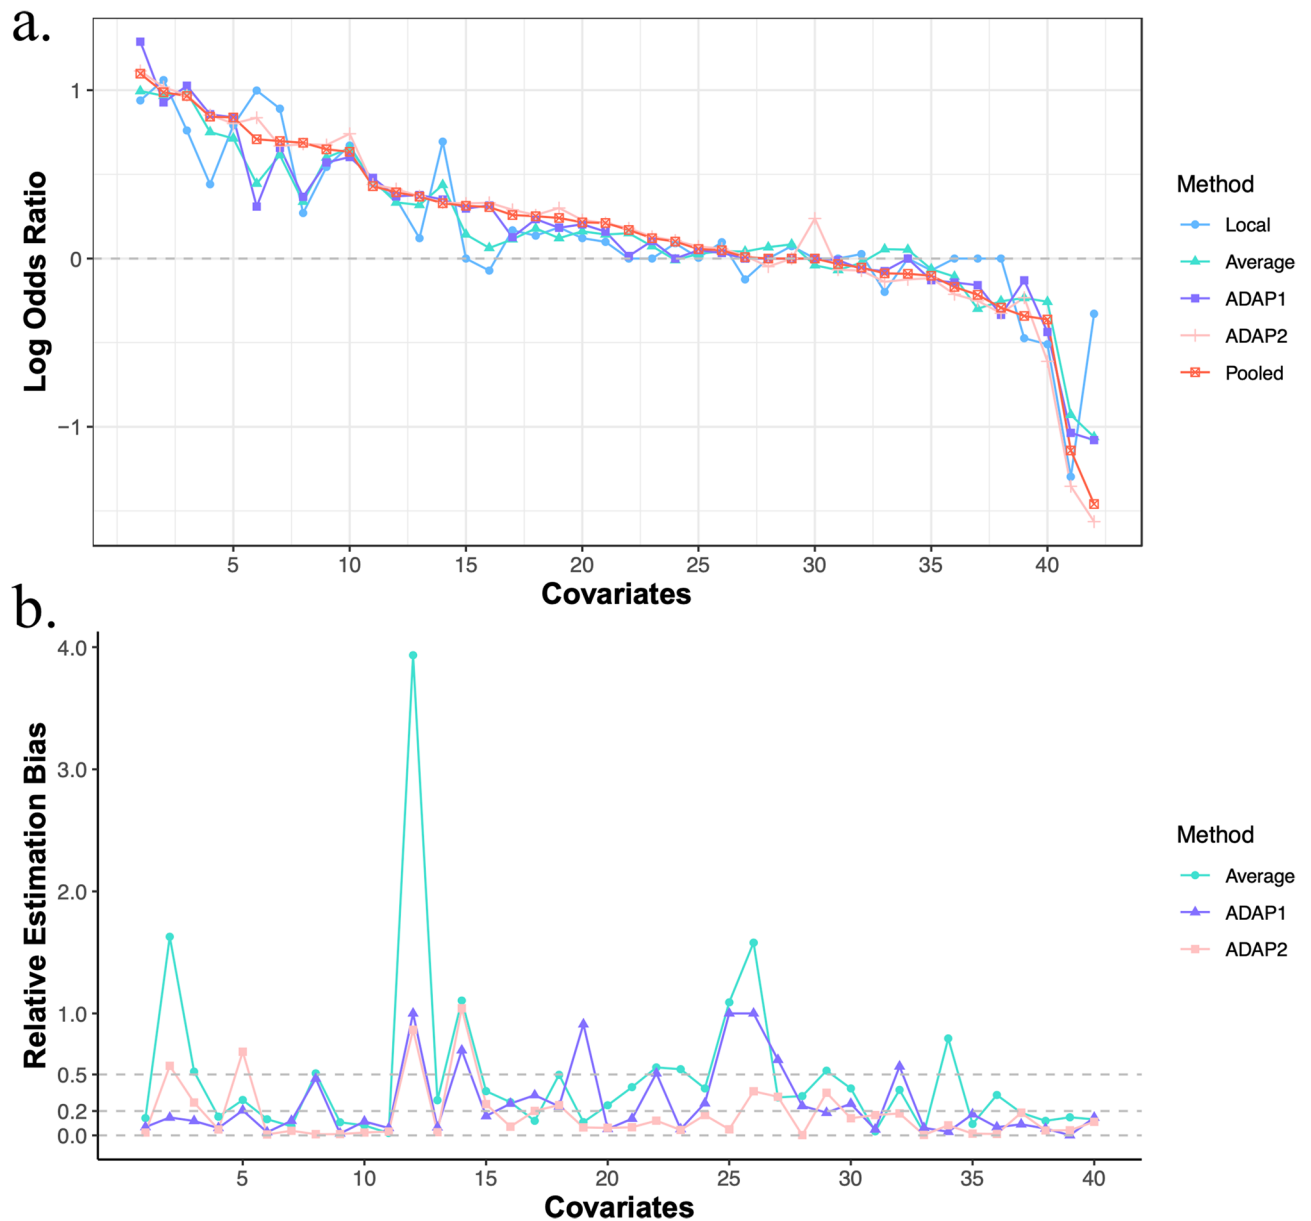 a.
Log Odds Ratio
1
0
−1
5 10 15 20 25 30 35 40
Covariates
Method
Local
Average
ADAP1
ADAP2
Pooled
b.
Relative Estimation Bias
4.0
3.0
2.0
1.0
0.5
0.2
0.0
5 10 15 20 25 30 35 40
Covariates
Method
Average
ADAP1
ADAP2